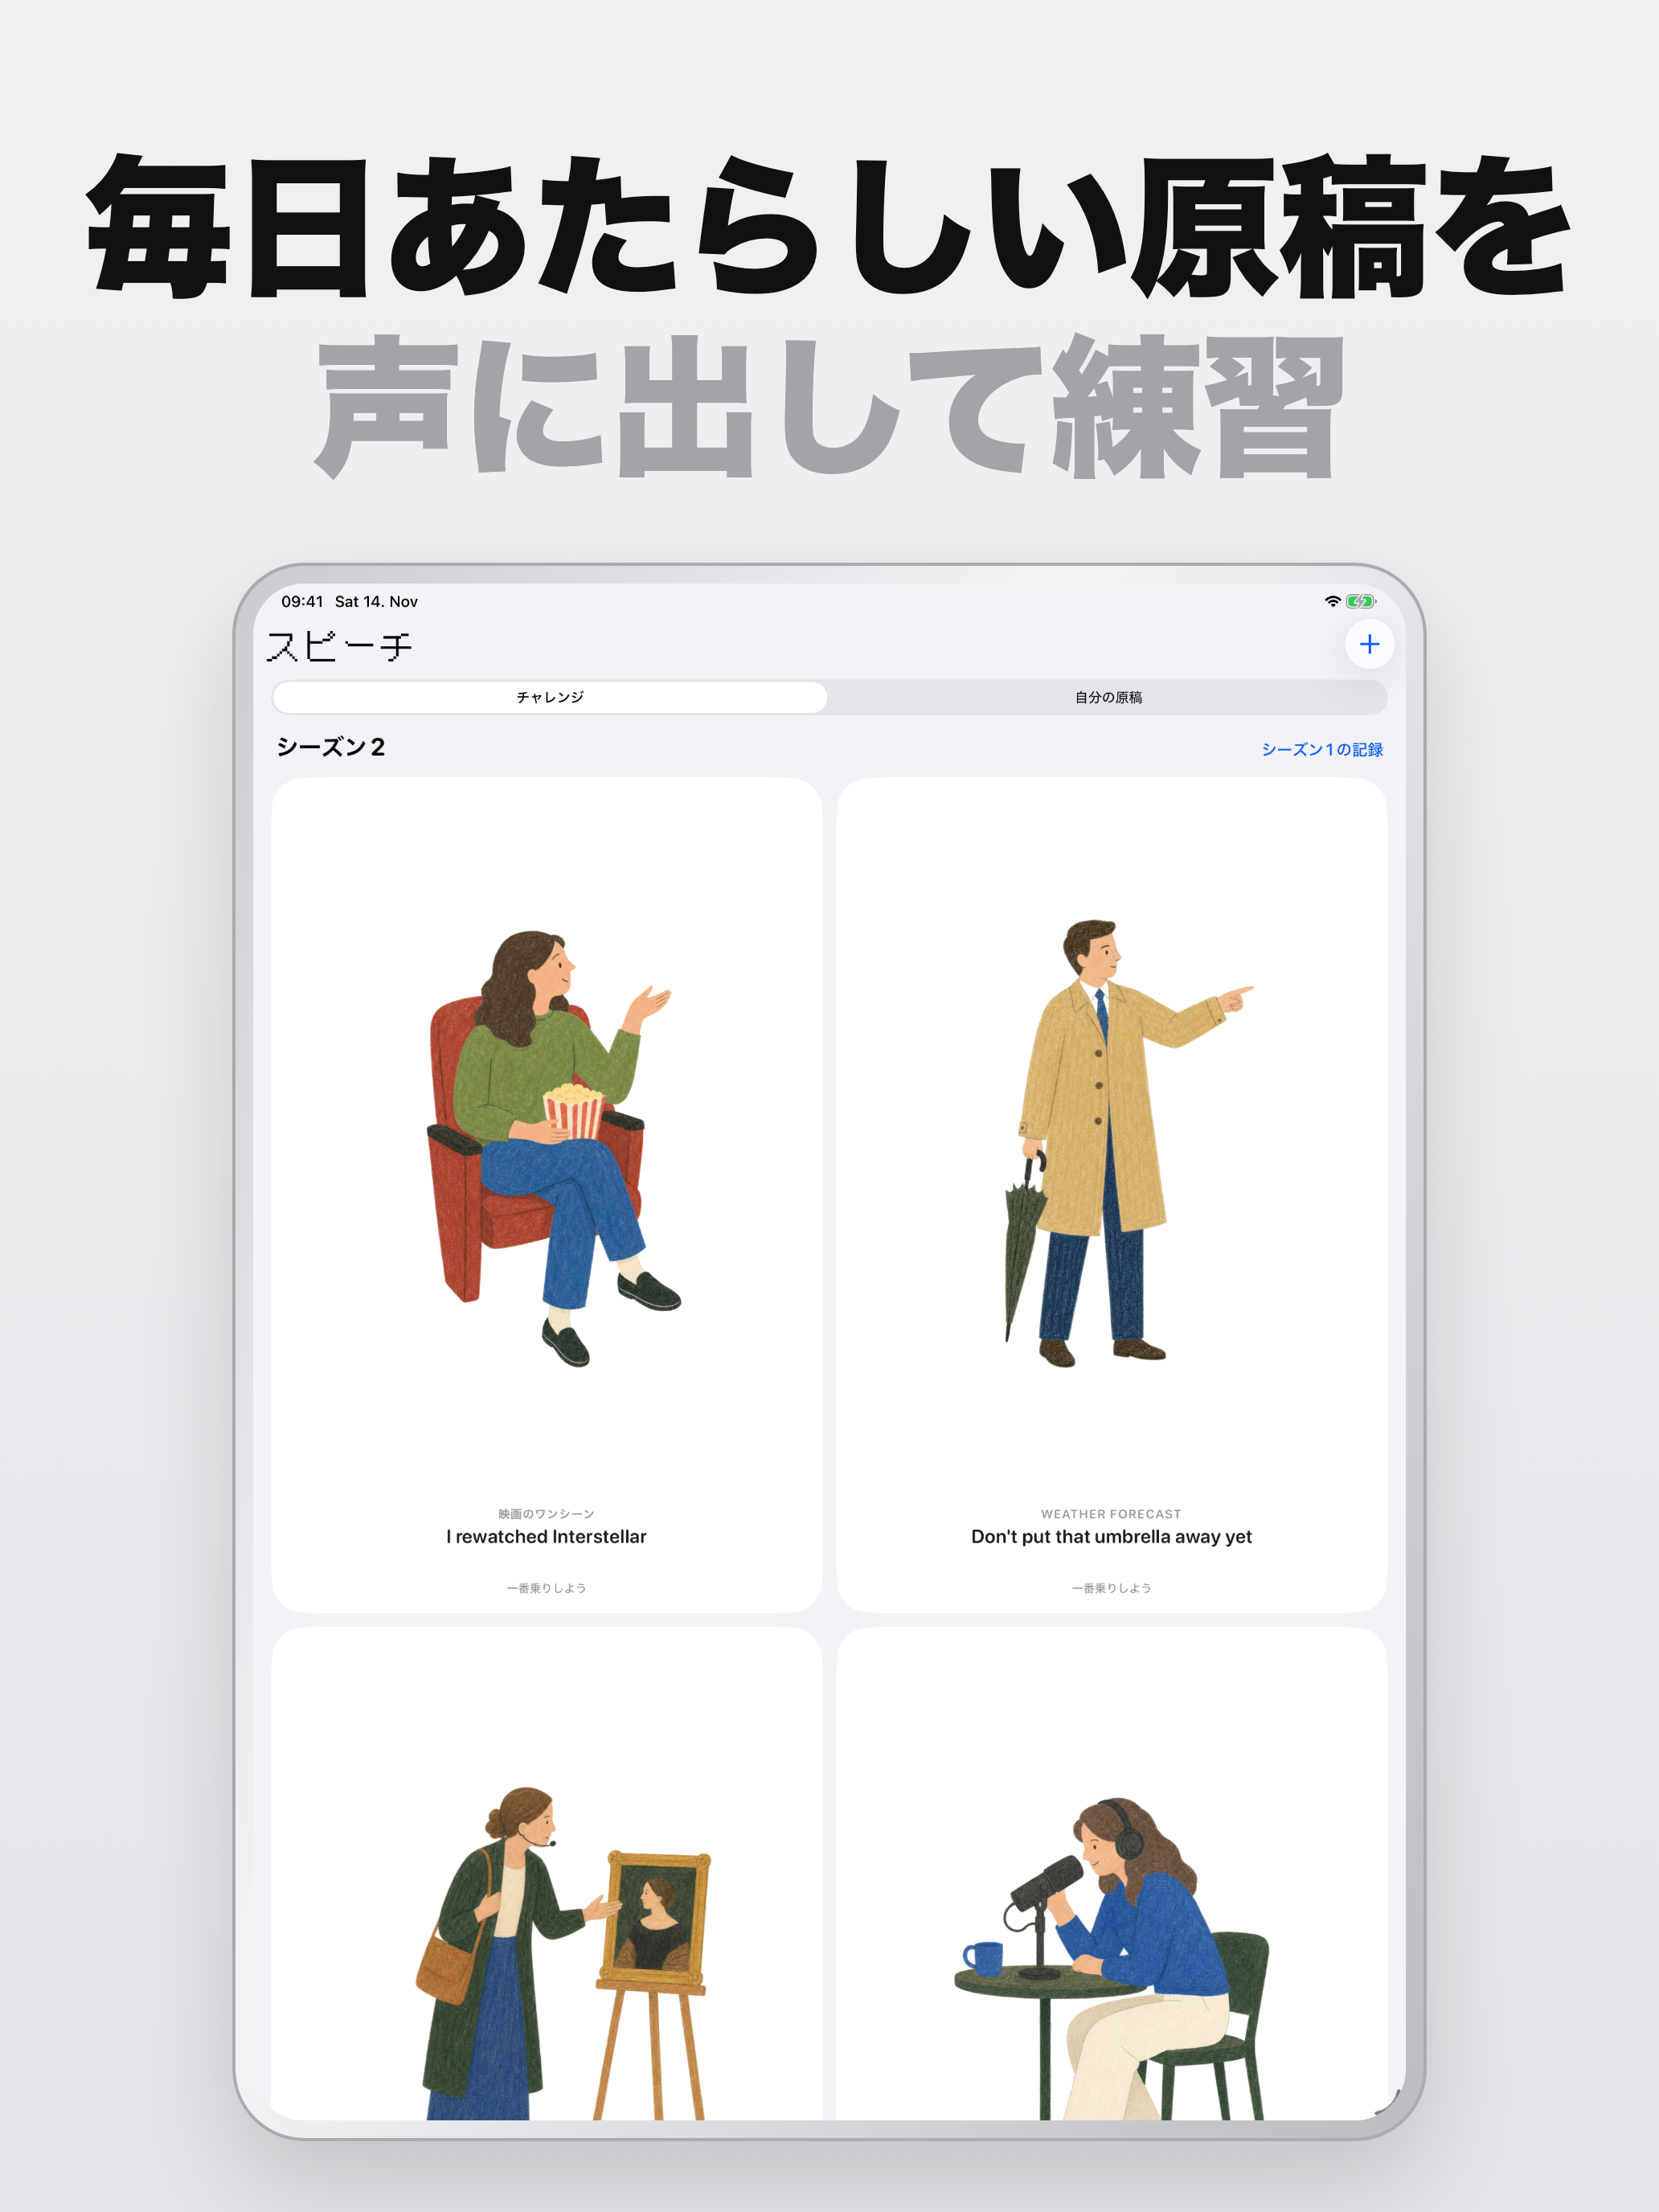 毎日あたらしい原稿を
声に出して練習
09:41 Sat 14. Nov
スピーチ
チャレンジ
自分の原稿
シーズン2
シーズン1の記録
映画のワンシーン
I rewatched Interstellar
一番乗りしよう
WEATHER FORECAST
Don't put that umbrella away yet
一番乗りしよう